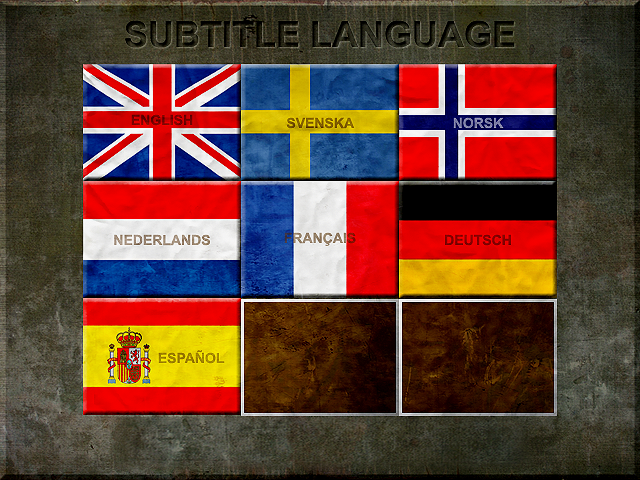 SUBTITLE LANGUAGE
ENGLISH
SVENSKA
NORSK
NEDERLANDS
FRANÇAIS
DEUTSCH
ESPAÑOL